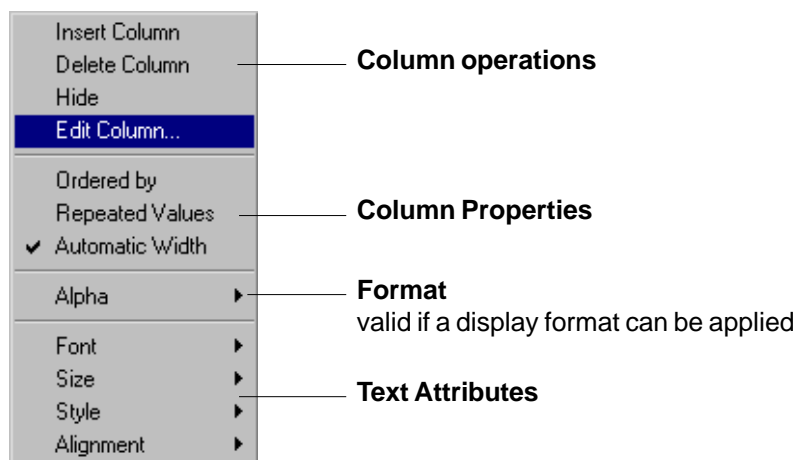 Insert Column
Delete Column
Column operations
Hide
Edit Column...
Ordered by
Repeated Values
Column Properties
Automatic Width
Format
Alpha
valid if a display format can be applied
Font
Size
Text Attributes
Style
Alignment